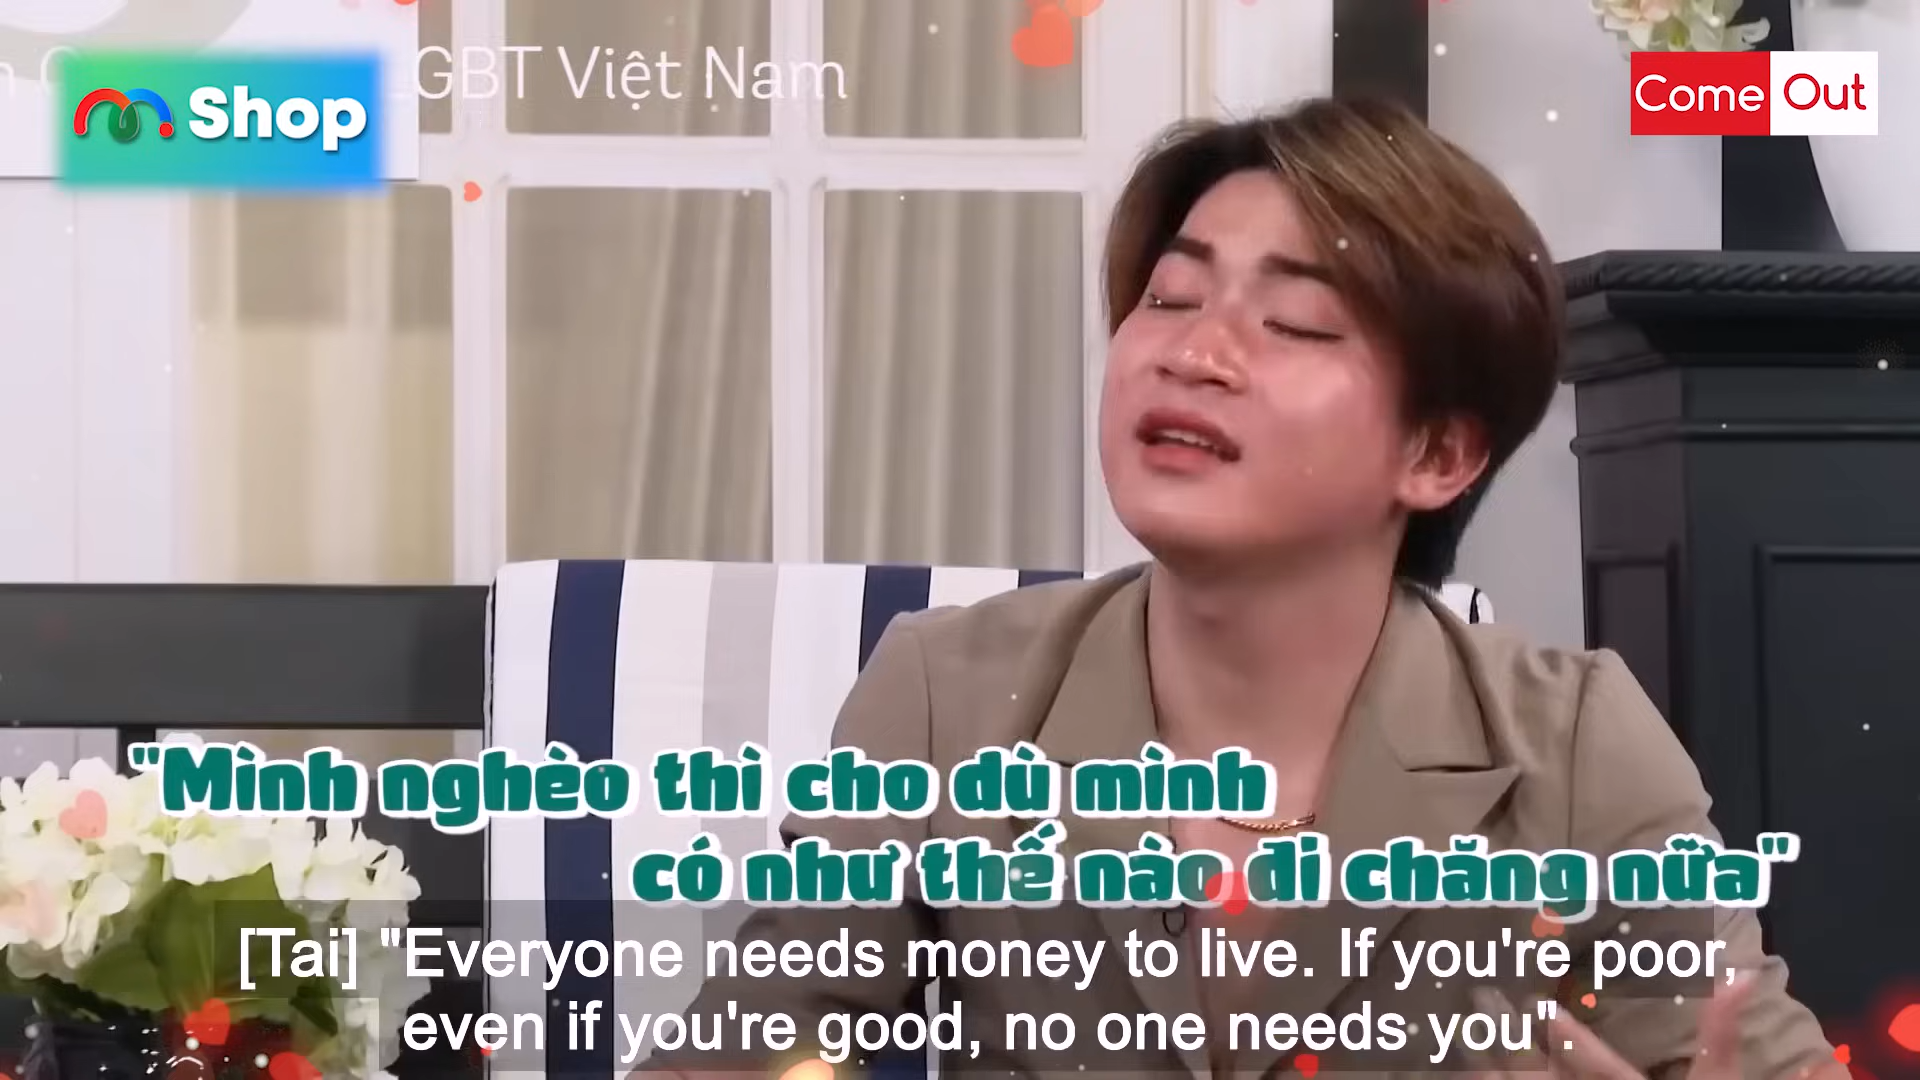 GBT Việt Nam
Shop
Come Out
"Mình nghèo thì cho dù mình
có như thế nào đi chăng nữa"
[Tai] "Everyone needs money to live. If you're poor,
even if you're good, no one needs you".